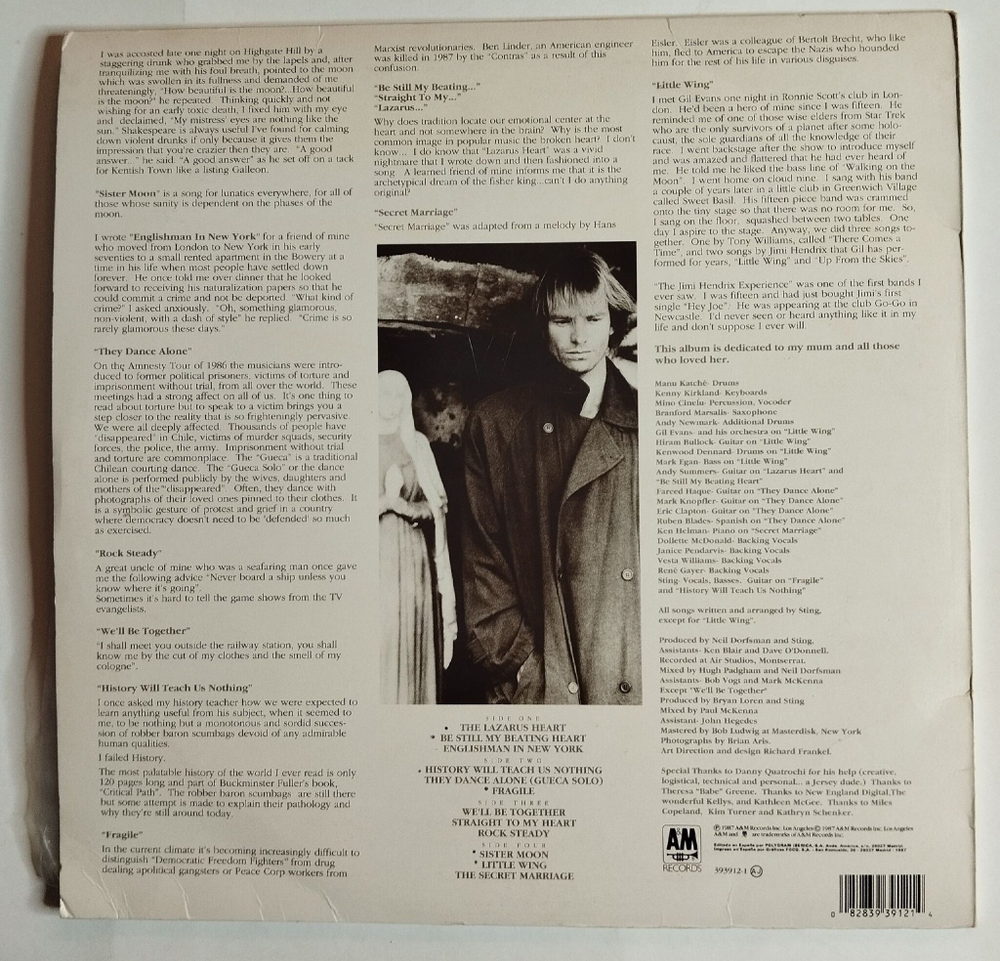 I was accosted late one night on Highgate Hill by a
staggering drunk who grabbed me by the lapels and, after
tranquilizing me with his foul breath, pointed to the moon
which was swollen in its fullness and demanded of me
threateningly, "How beautiful is the moon?...How beautiful
is the moon?" he repeated. Thinking quickly and not
wishing for an early toxic death, I fixed him with my eye
and declaimed, "My mistress' eyes are nothing like the
sun." Shakespeare is always useful I've found for calming
down violent drunks if only because it gives them the
impression that you're crazier then they are. "A good
answer..." he said. "A good answer" as he set off on a tack
for Kentish Town like a listing Galleon.
"Sister Moon" is a song for lunatics everywhere, for all of
those whose sanity is dependent on the phases of the
moon.
I wrote "Englishman In New York" for a friend of mine
who moved from London to New York in his early
seventies to a small rented apartment in the Bowery at a
time in his life when most people have settled down
forever. He once told me over dinner that he looked
forward to receiving his naturalization papers so that he
could commit a crime and not be deported. "What kind of
crime?" I asked anxiously. "Oh, something glamorous,
non-violent, with a dash of style" he replied. "Crime is so
rarely glamorous these days."
"They Dance Alone"
On the Amnesty Tour of 1986 the musicians were intro-
duced to former political prisoners, victims of torture and
imprisonment without trial, from all over the world. These
meetings had a strong affect on all of us. It's one thing to
read about torture but to speak to a victim brings you a
step closer to the reality that is so frighteningly pervasive.
We were all deeply affected. Thousands of people have
'disappeared' in Chile, victims of murder squads, security
forces, the police, the army. Imprisonment without trial
and torture are commonplace. The "Gueca" is a traditional
Chilean courting dance. The "Gueca Solo" or the dance
alone is performed publicly by the wives, daughters and
mothers of the "disappeared". Often, they dance with
photographs of their loved ones pinned to their clothes. It
is a symbolic gesture of protest and grief in a country
where democracy doesn't need to be 'defended' so much
as exercised.
"Rock Steady"
A great uncle of mine who was a seafaring man once gave
me the following advice "Never board a ship unless you
know where it's going".
Sometimes it's hard to tell the game shows from the TV
evangelists.
"We'll Be Together"
"I shall meet you outside the railway station, you shall
know me by the cut of my clothes and the smell of my
cologne".
"History Will Teach Us Nothing"
I once asked my history teacher how we were expected to
learn anything useful from his subject, when it seemed to
me, to be nothing but a monotonous and sordid succes-
sion of robber baron scumbags devoid of any admirable
human qualities.
I failed History.
The most palatable history of the world I ever read is only
120 pages long and part of Buckminster Fuller's book,
"Critical Path". The robber baron scumbags are still there
but some attempt is made to explain their pathology and
why they're still around today.
"Fragile"
In the current climate it's becoming increasingly difficult to
distinguish "Democratic Freedom Fighters" from drug
dealing apolitical gangsters or Peace Corp workers from
Marxist revolutionaries. Ben Linder, an American engineer
was killed in 1987 by the "Contras" as a result of this
confusion.
"Be Still My Beating..."
"Straight To My..."
"Lazarus..."
Why does tradition locate our emotional center at the
heart and not somewhere in the brain? Why is the most
common image in popular music the broken heart? I don't
know... I do know that "Lazarus Heart" was a vivid
nightmare that I wrote down and then fashioned into a
song. A learned friend of mine informs me that it is the
archetypical dream of the fisher king...can't I do anything
original?
"Secret Marriage"
"Secret Marriage" was adapted from a melody by Hans
SIDE ONE
• THE LAZARUS HEART
* BE STILL MY BEATING HEART
ENGLISHMAN IN NEW YORK
SIDE TWO
• HISTORY WILL TEACH US NOTHING
THEY DANCE ALONE (GUECA SOLO)
* FRAGILE
SIDE THREE
WE'LL BE TOGETHER
STRAIGHT TO MY HEART
ROCK STEADY
SIDE FOUR
• SISTER MOON
• LITTLE WING
THE SECRET MARRIAGE
Eisler. Eisler was a colleague of Bertolt Brecht, who like
him, fled to America to escape the Nazis who hounded
him for the rest of his life in various disguises.
"Little Wing"
I met Gil Evans one night in Ronnie Scott's club in Lon-
don. He'd been a hero of mine since I was fifteen. He
reminded me of one of those wise elders from Star Trek
who are the only survivors of a planet after some holo-
caust, the sole guardians of all the knowledge of their
race. I went backstage after the show to introduce myself
and was amazed and flattered that he had ever heard of
me. He told me he liked the bass line of "Walking on the
Moon". I went home on cloud nine. I sang with his band
a couple of years later in a little club in Greenwich Village
called Sweet Basil. His fifteen piece band was crammed
onto the tiny stage so that there was no room for me. So,
I sang on the floor, squashed between two tables. One
day I aspire to the stage. Anyway, we did three songs to-
gether. One by Tony Williams, called "There Comes a
Time", and two songs by Jimi Hendrix that Gil has per-
formed for years, "Little Wing" and "Up From the Skies".
"The Jimi Hendrix Experience" was one of the first bands I
ever saw. I was fifteen and had just bought Jimi's first
single "Hey Joe". He was appearing at the club Go-Go in
Newcastle. I'd never seen or heard anything like it in my
life and don't suppose I ever will.
This album is dedicated to my mum and all those
who loved her.
Manu Katché- Drums
Kenny Kirkland- Keyboards
Mino Cinelu- Percussion, Vocoder
Branford Marsalis- Saxophone
Andy Newmark- Additional Drums
Gil Evans- and his orchestra on "Little Wing"
Hiram Bullock- Guitar on "Little Wing"
Kenwood Dennard- Drums on "Little Wing"
Mark Egan- Bass on "Little Wing"
Andy Summers- Guitar on "Lazarus Heart" and
"Be Still My Beating Heart"
Fareed Haque- Guitar on "They Dance Alone"
Mark Knopfler- Guitar on "They Dance Alone"
Eric Clapton- Guitar on "They Dance Alone"
Ruben Blades- Spanish on "They Dance Alone"
Ken Helman- Piano on "Secret Marriage"
Dollette McDonald- Backing Vocals
Janice Pendarvis- Backing Vocals
Vesta Williams- Backing Vocals
René Gayer- Backing Vocals
Sting- Vocals, Basses, Guitar on "Fragile"
and "History Will Teach Us Nothing"
All songs written and arranged by Sting,
except for "Little Wing".
Produced by Neil Dorfsman and Sting.
Assistants- Ken Blair and Dave O'Donnell.
Recorded at Air Studios, Montserrat.
Mixed by Hugh Padgham and Neil Dorfsman
Assistants- Bob Vogt and Mark McKenna
Except "We'll Be Together"
Produced by Bryan Loren and Sting
Mixed by Paul McKenna
Assistant- John Hegedes
Mastered by Bob Ludwig at Masterdisk, New York
Photographs by Brian Aris.
Art Direction and design Richard Frankel.
Special Thanks to Danny Quatrochi for his help (creative,
logistical, technical and personal... a Jersey dude.) Thanks to
Theresa "Babe" Greene. Thanks to New England Digital,The
wonderful Kellys, and Kathleen McGee. Thanks to Miles
Copeland, Kim Turner and Kathryn Schenker.
A&M
RECORDS
℗ 1987 A&M Records Inc. Los Angeles © 1987 A&M Records Inc. Los Angeles
A&M and are trademarks of A&M Records Inc.
Editado en España por POLYGRAM IBERICA, S.A.
393912-1
0 82839 39121 4